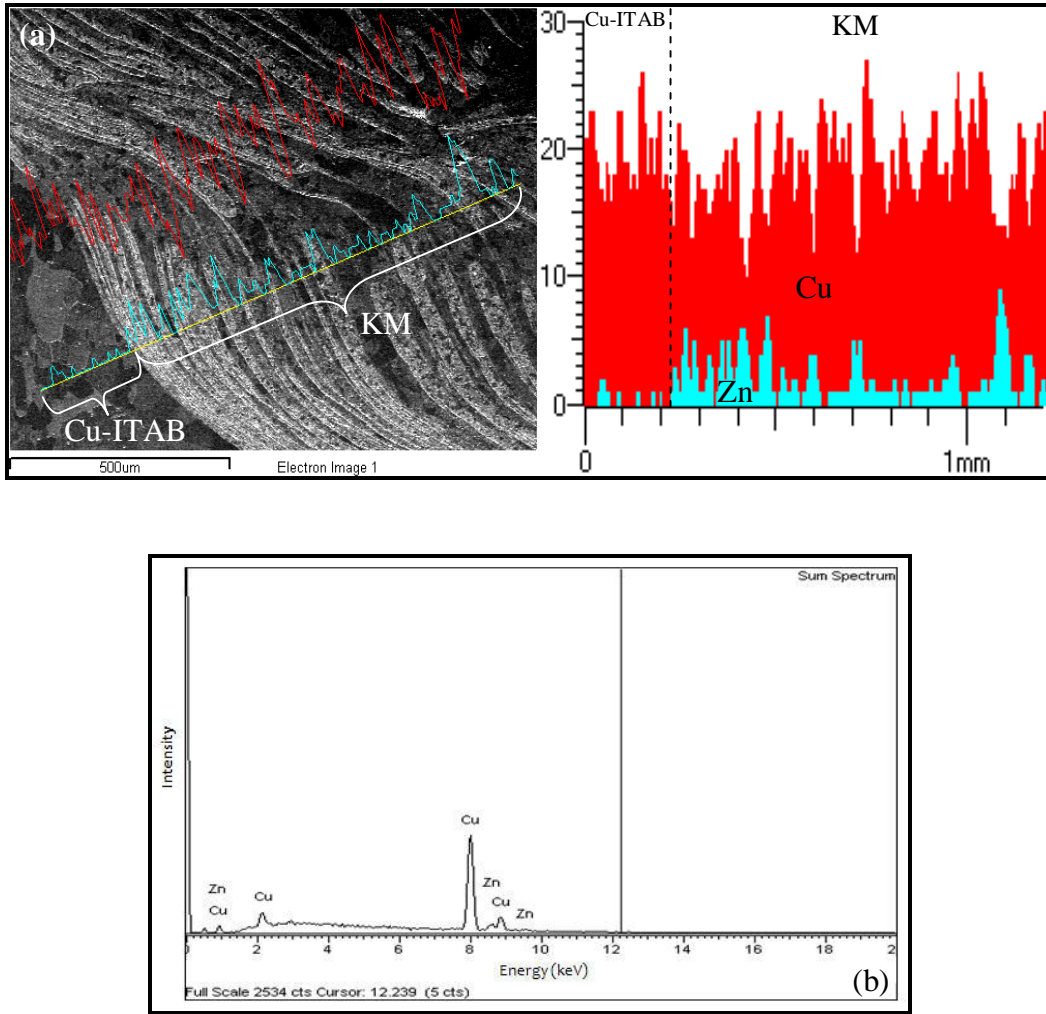 (a)
KM
Cu-ITAB
500um
Electron Image 1
Cu-ITAB
KM
30
20
10
0
Cu
Zn
0
1mm
Sum Spectrum
Intensity
Cu
Zn
Cu
Cu
Zn
Cu
Zn
0 2 4 6 8 10 12 14 16 18 2
Energy (keV)
Full Scale 2534 cts Cursor: 12.239 (5 cts)
(b)